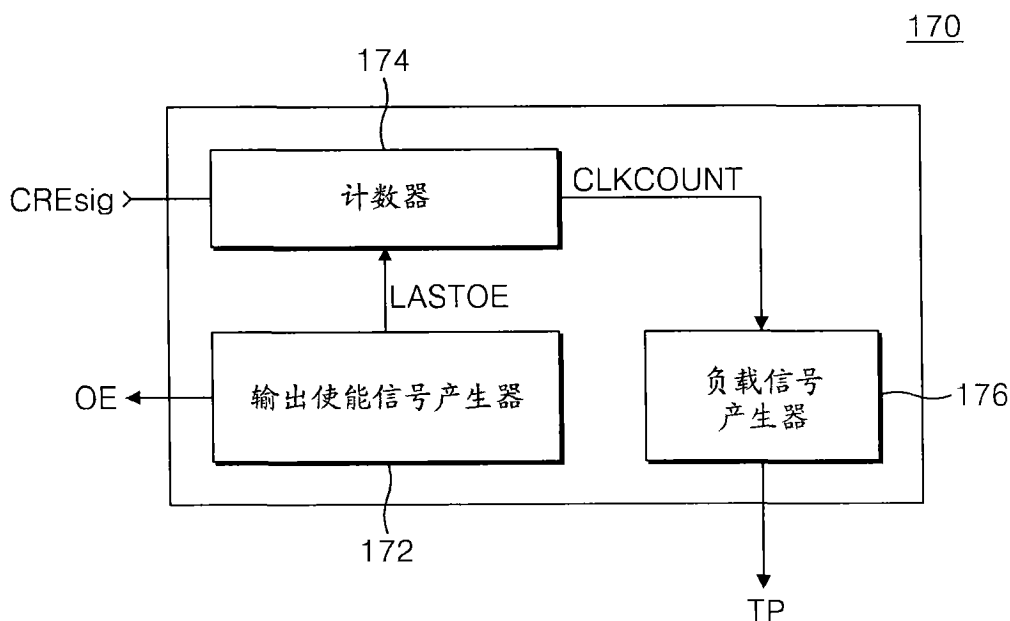 170
174
计数器
CREsig
CLKCOUNT
LASTOE
输出使能信号产生器
OE
负载信号
产生器
176
172
TP